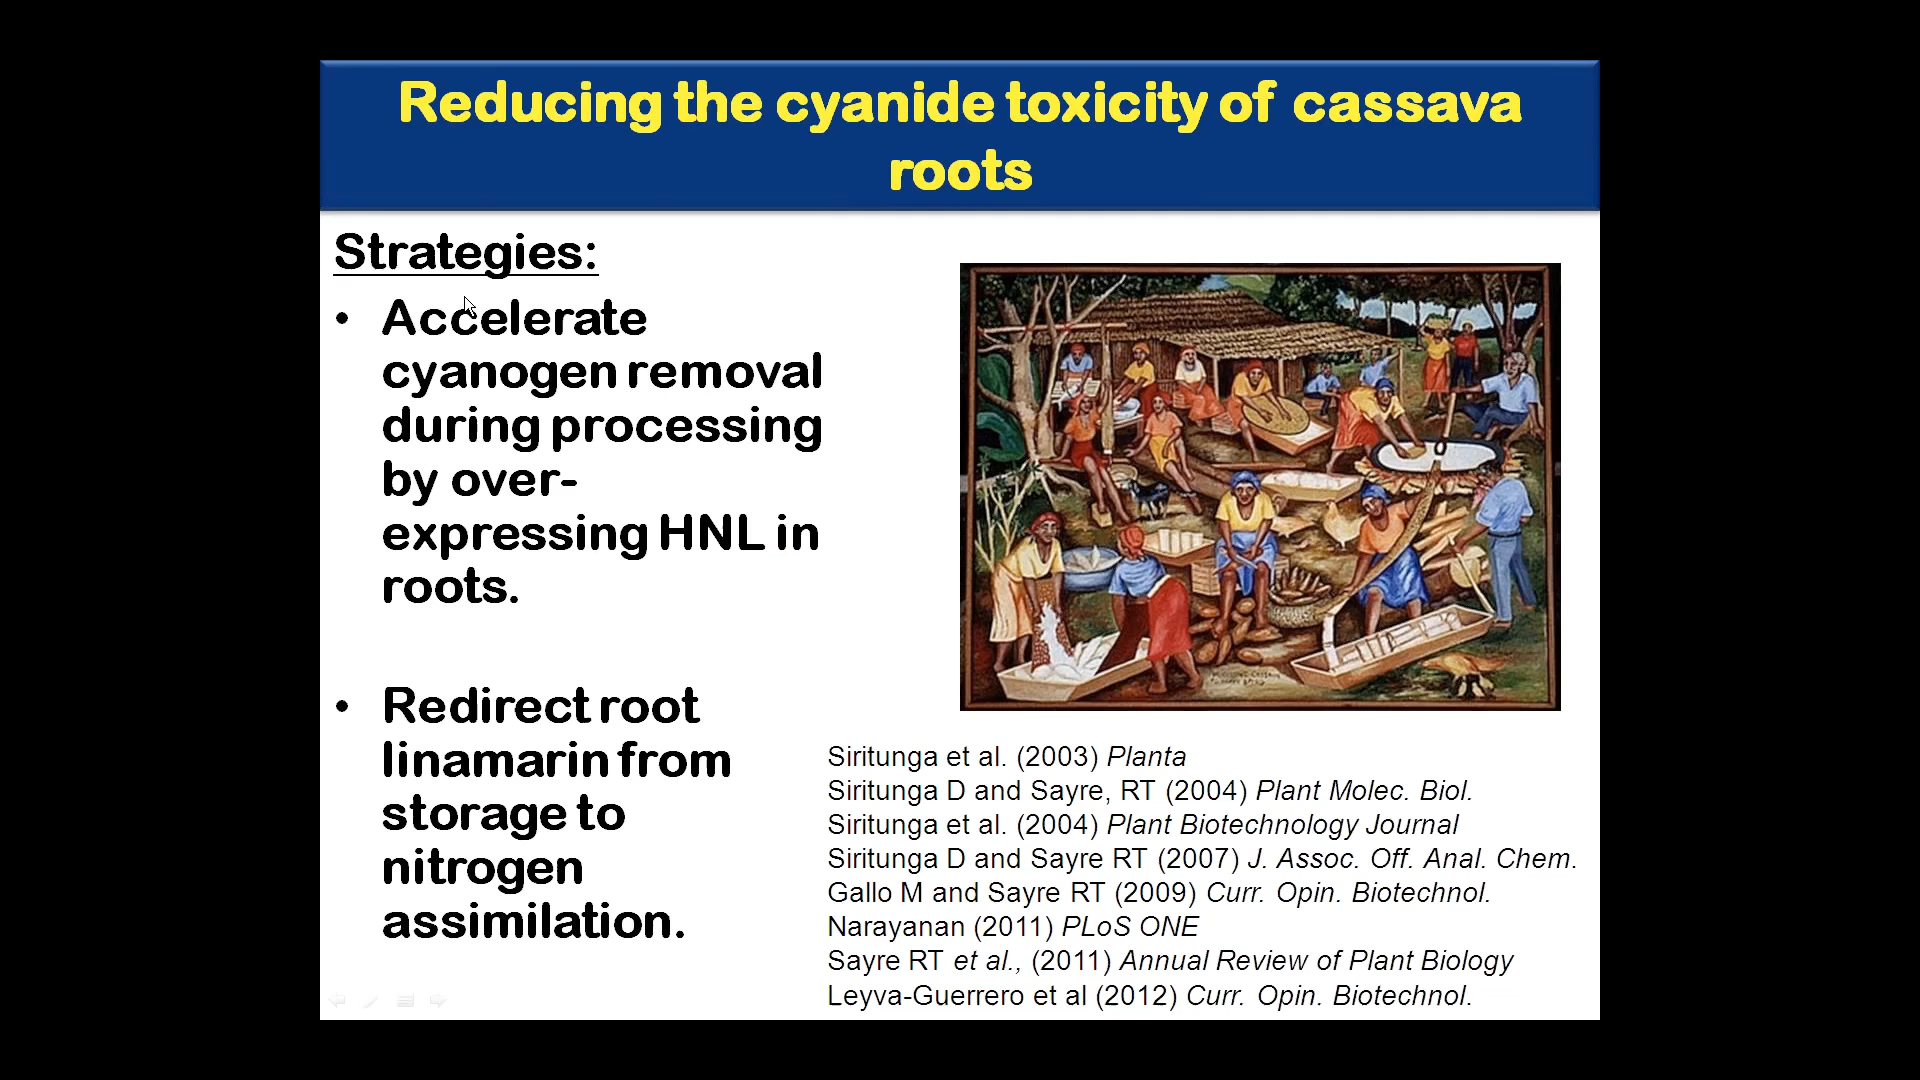 Reducing the cyanide toxicity of cassava
roots
Strategies:
• Accelerate
cyanogen removal
during processing
by over-
expressing HNL in
roots.
• Redirect root
linamarin from
storage to
nitrogen
assimilation.
Siritunga et al. (2003) Planta
Siritunga D and Sayre, RT (2004) Plant Molec. Biol.
Siritunga et al. (2004) Plant Biotechnology Journal
Siritunga D and Sayre RT (2007) J. Assoc. Off. Anal. Chem.
Gallo M and Sayre RT (2009) Curr. Opin. Biotechnol.
Narayanan (2011) PLoS ONE
Sayre RT et al., (2011) Annual Review of Plant Biology
Leyva-Guerrero et al (2012) Curr. Opin. Biotechnol.